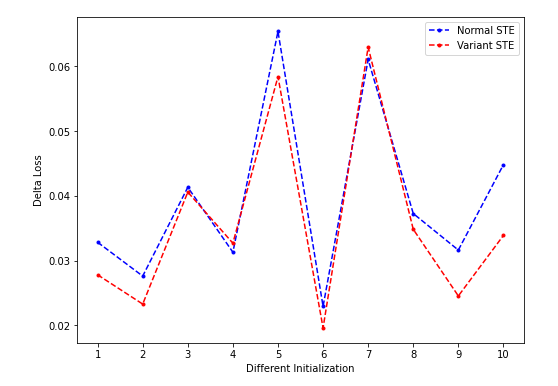 Normal STE
Variant STE
0.06
0.05
0.04
0.03
0.02
Delta Loss
1 2 3 4 5 6 7 8 9 10
Different Initialization